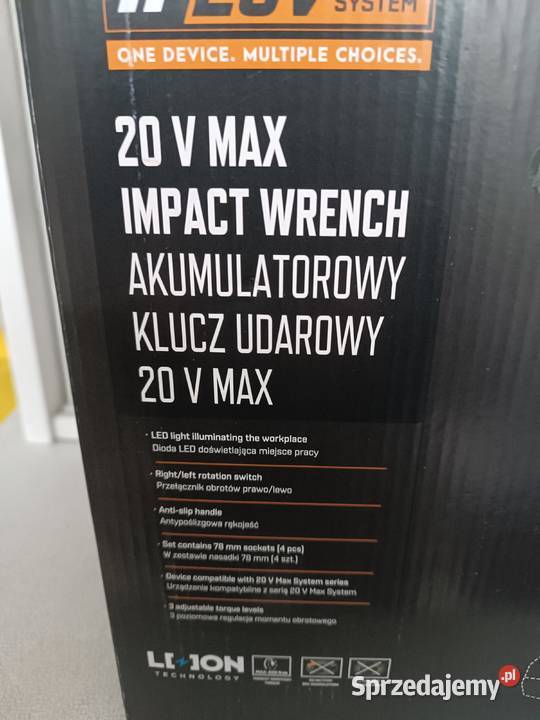 20V
SYSTEM
ONE DEVICE. MULTIPLE CHOICES.
20 V MAX
IMPACT WRENCH
AKUMULATOROWY
KLUCZ UDAROWY
20 V MAX
· LED light illuminating the workplace
Dioda LED doświetlająca miejsce pracy
· Right/left rotation switch
Przełącznik obrotów prawo/lewo
· Anti-slip handle
Antypoślizgowa rękojeść
· Set contains 78 mm sockets (4 pcs)
W zestawie nasadki 78 mm (4 szt.)
· Device compatible with 20 V Max System series
Urządzenie kompatybilne z serią 20 V Max System
· 3 adjustable torque levels
3 poziomowa regulacja momentu obrotowego
LI-ION
TECHNOLOGY
Sprzedajemy.pl